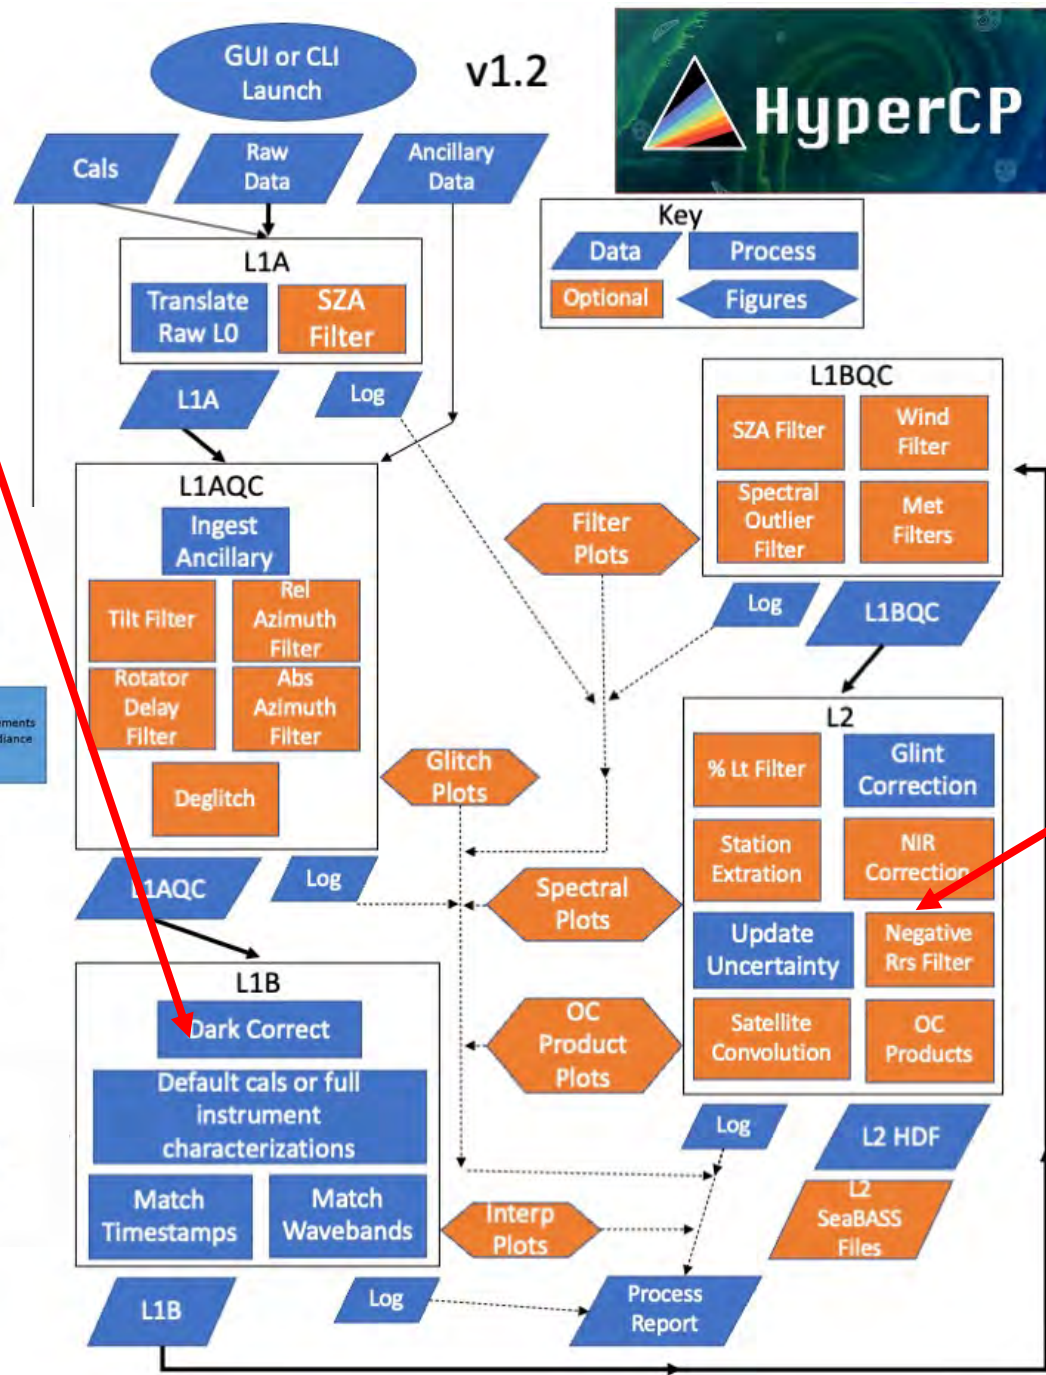 GUI or CLI
Launch
v1.2
HyperCP
Cals
Raw
Data
Ancillary
Data
Key
Data
Process
Optional
Figures
L1A
Translate
Raw L0
SZA
Filter
L1A
Log
L1BQC
SZA Filter
Wind
Filter
Spectral
Outlier
Filter
Met
Filters
Log
L1BQC
L1AQC
Ingest
Ancillary
Tilt Filter
Rel
Azimuth
Filter
Rotator
Delay
Filter
Abs
Azimuth
Filter
Deglitch
Filter
Plots
Glitch
Plots
L1AQC
Log
Spectral
Plots
OC
Product
Plots
L2
% Lt Filter
Glint
Correction
Station
Extration
NIR
Correction
Update
Uncertainty
Negative
Rrs Filter
Satellite
Convolution
OC
Products
L1B
Dark Correct
Default cals or full
instrument
characterizations
Match
Timestamps
Match
Wavebands
Interp
Plots
Log
L2 HDF
L2
SeaBASS
Files
L1B
Log
Process
Report